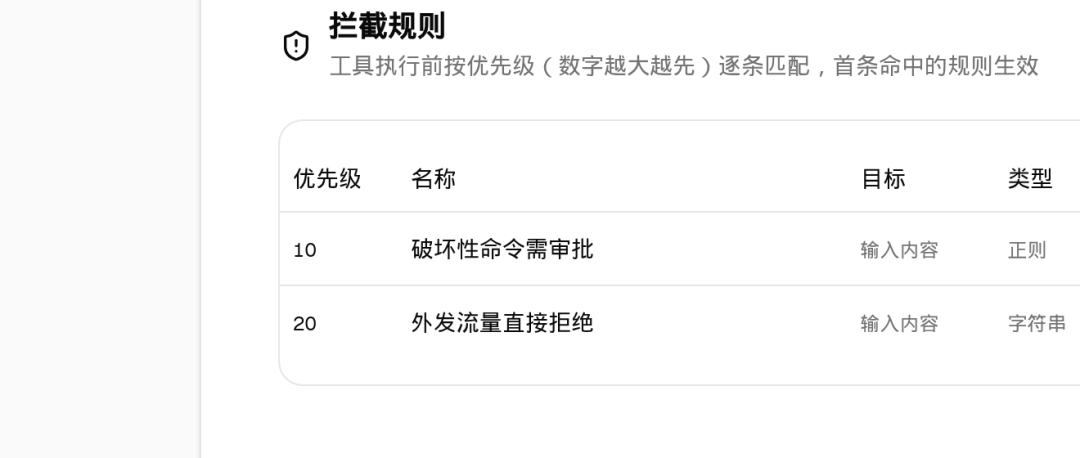 拦截规则
工具执行前按优先级（数字越大越先）逐条匹配，首条命中的规则生效
优先级 名称 目标 类型
10 破坏性命令需审批 输入内容 正则
20 外发流量直接拒绝 输入内容 字符串